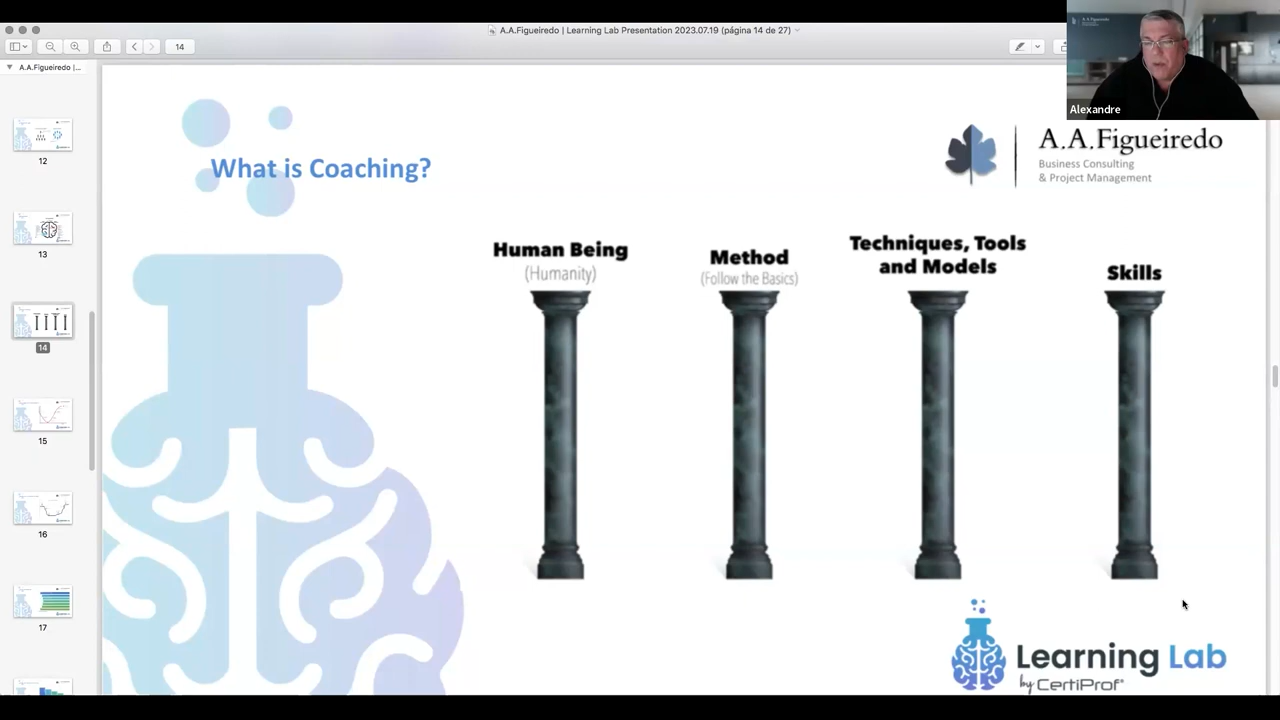 A.A.Figueiredo | Learning Lab Presentation 2023.07.19 (página 14 de 27)
14
A.A.Figueiredo |...
12
13
14
15
16
17
Alexandre
What is Coaching?
A.A.Figueiredo
Business Consulting
& Project Management
Human Being
(Humanity)
Method
(Follow the Basics)
Techniques, Tools
and Models
Skills
Learning Lab
by CertiProf®